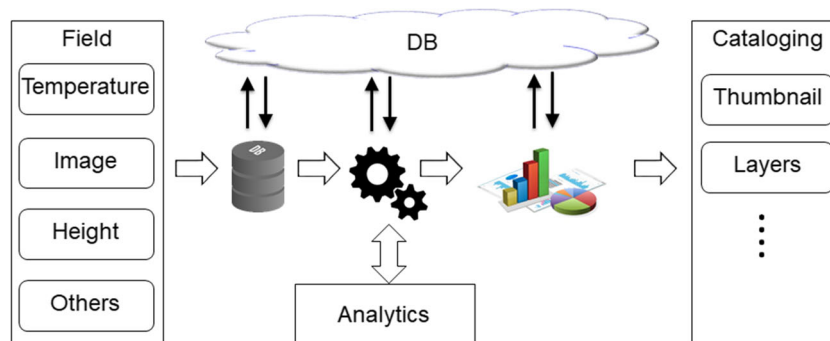 Field
Temperature
Image
Height
Others
DB
DB
Analytics
Cataloging
Thumbnail
Layers